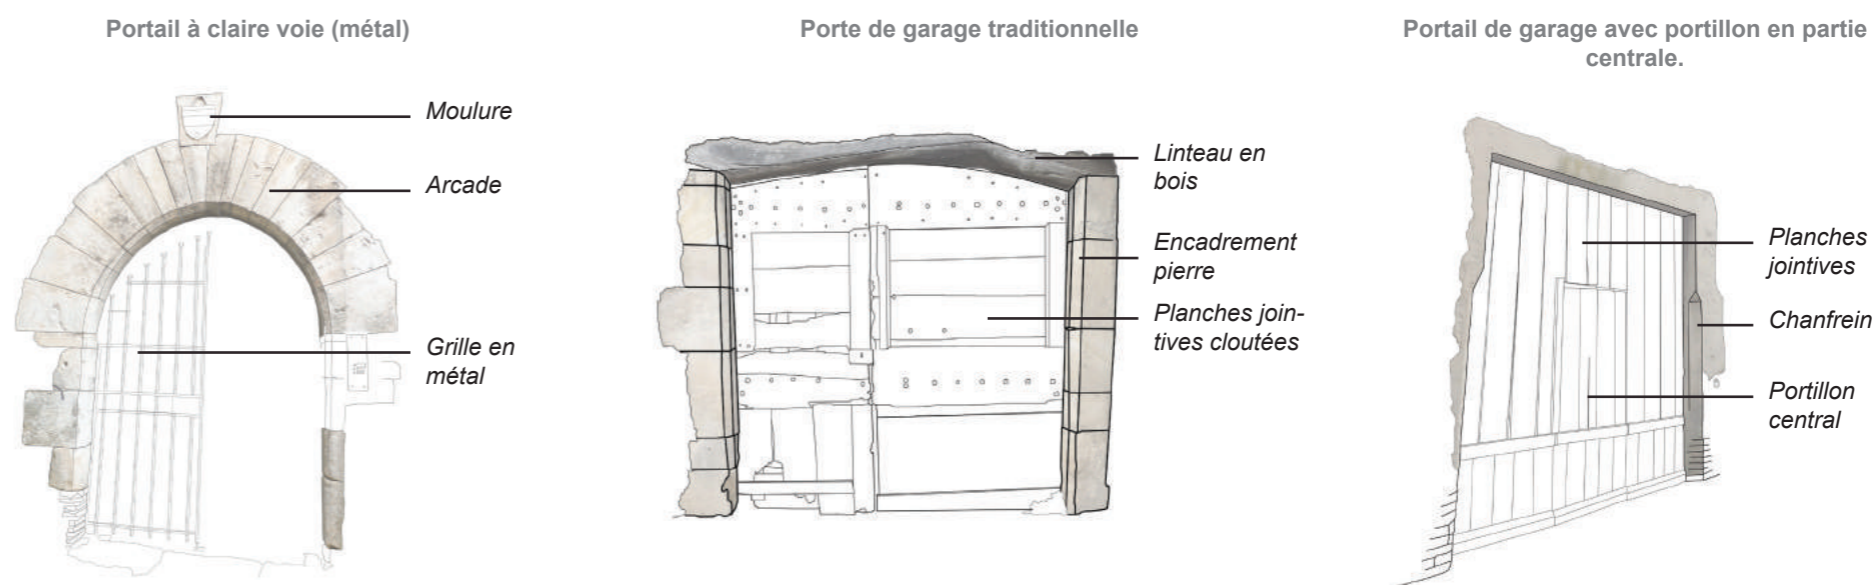 Portail à claire voie (métal)
Moulure
Arcade
Grille en
métal
Porte de garage traditionnelle
Linteau en
bois
Encadrement
pierre
Planches join-
tives cloutées
Portail de garage avec portillon en partie
centrale.
Planches
jointives
Chanfrein
Portillon
central